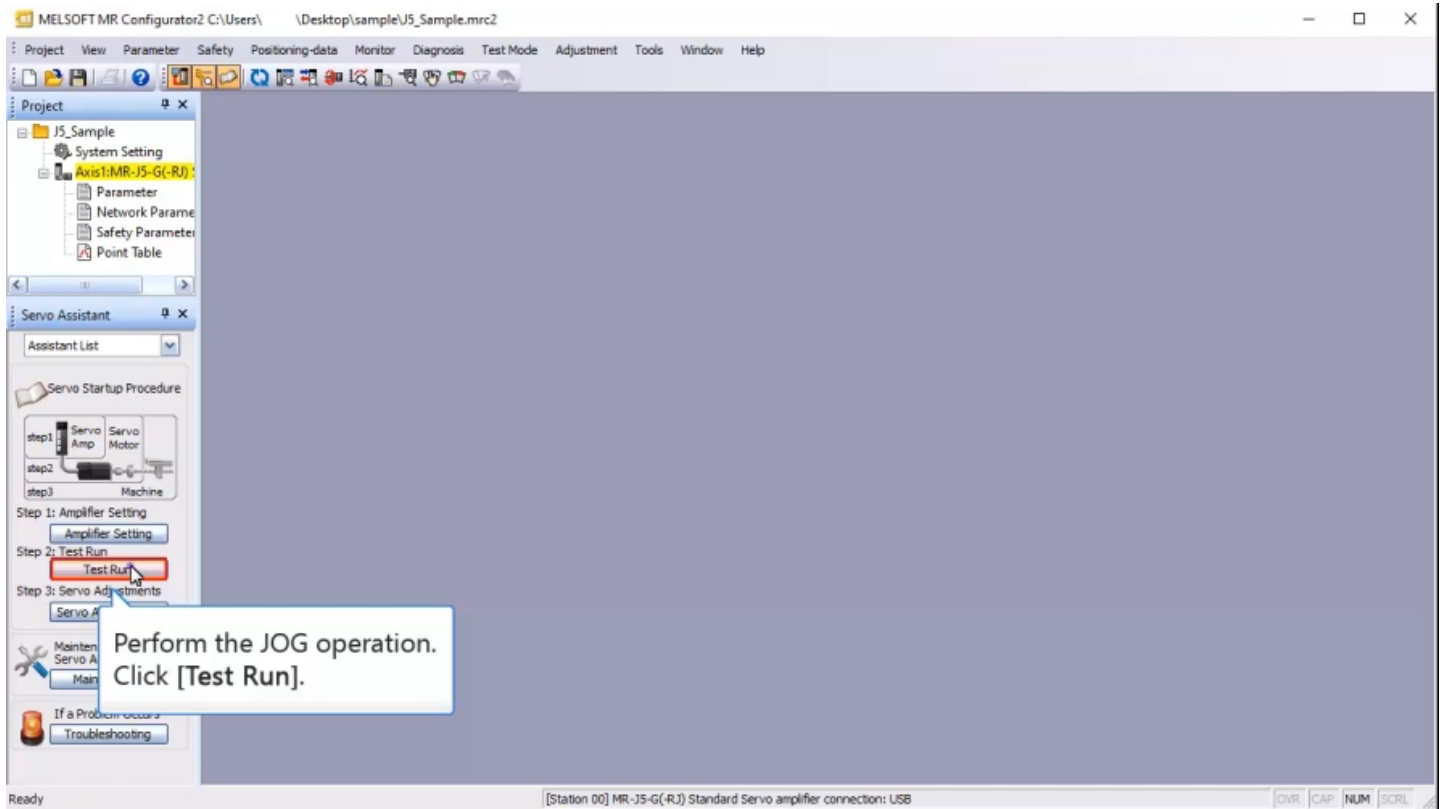 MELSOFT MR Configurator2 C:\Users\ \Desktop\sample\J5_Sample.mrc2
Project View Parameter Safety Positioning-data Monitor Diagnosis Test Mode Adjustment Tools Window Help
Project
J5_Sample
System Setting
Axis1:MR-J5-G(-RJ)
Parameter
Network Parame
Safety Parameter
Point Table
Servo Assistant
Assistant List
Servo Startup Procedure
step1 Servo Amp Servo Motor
step2
step3 Machine
Step 1: Amplifier Setting
Amplifier Setting
Step 2: Test Run
Test Run
Step 3: Servo Adjustments
Servo A
Perform the JOG operation.
Click [Test Run].
Mainten
Servo A
Main
If a Problem Occurs
Troubleshooting
Ready
[Station 00] MR-J5-G(-RJ) Standard Servo amplifier connection: USB
OVR CAP NUM SCRL